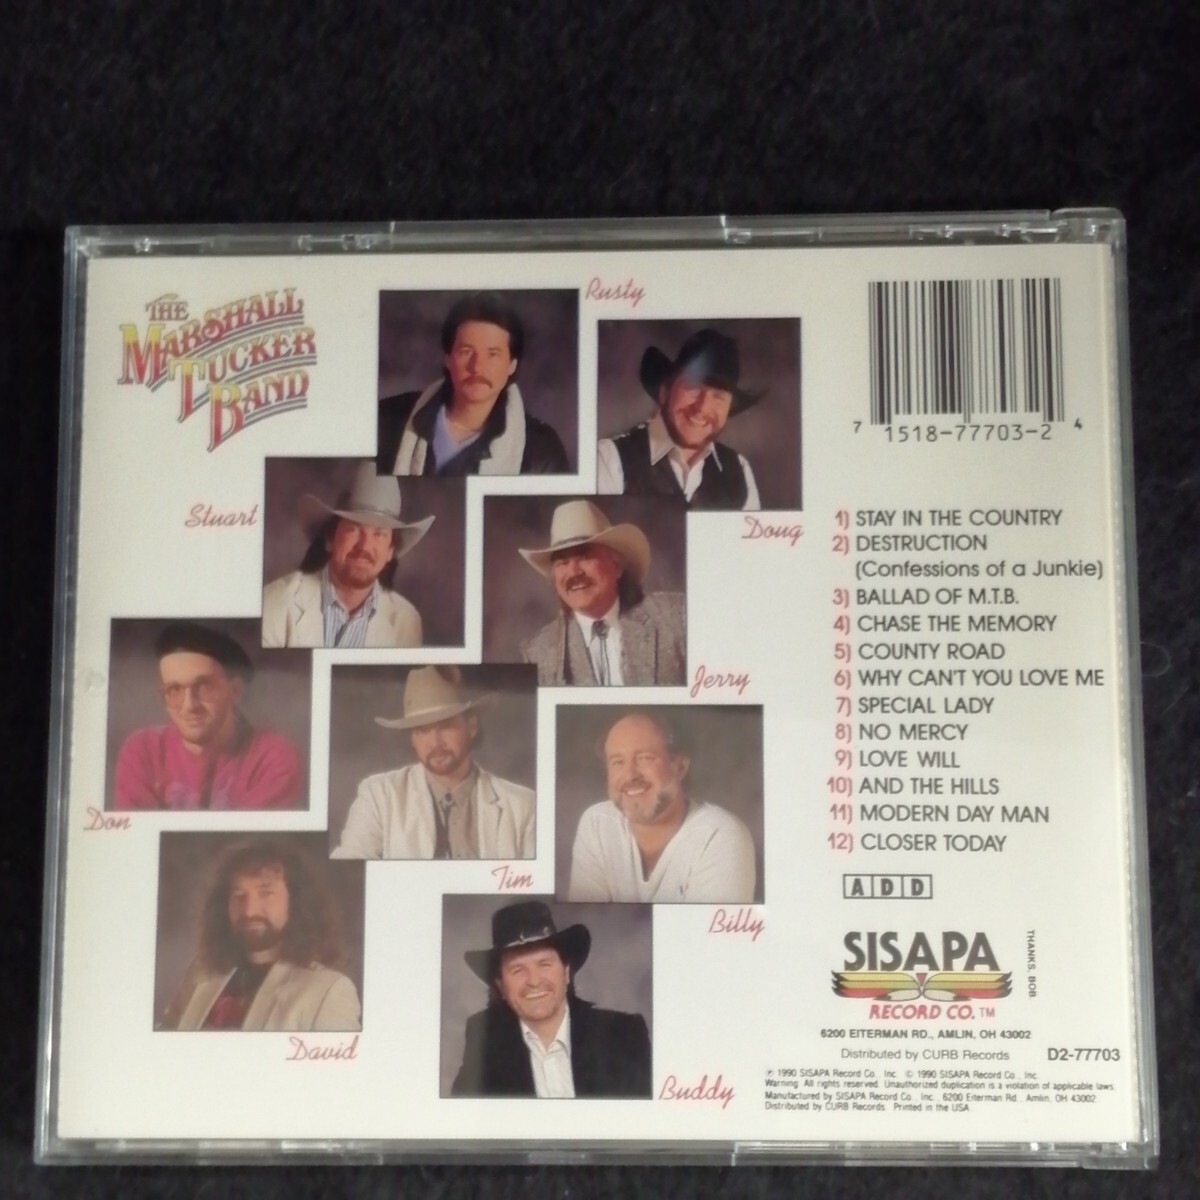 THE
MARSHALL
TUCKER
BAND
Rusty
Doug
Stuart
Jerry
Don
Tim
Billy
David
Buddy
7 1518-77703-2 4
1) STAY IN THE COUNTRY
2) DESTRUCTION
(Confessions of a Junkie)
3) BALLAD OF M.T.B.
4) CHASE THE MEMORY
5) COUNTY ROAD
6) WHY CAN'T YOU LOVE ME
7) SPECIAL LADY
8) NO MERCY
9) LOVE WILL
10) AND THE HILLS
11) MODERN DAY MAN
12) CLOSER TODAY
A D D
SISAPA
RECORD CO.™
THANKS, BOB.
6200 EITERMAN RD., AMLIN, OH 43002
Distributed by CURB Records D2-77703
℗ 1990 SISAPA Record Co., Inc. © 1990 SISAPA Record Co., Inc.
Warning. All rights reserved. Unauthorized duplication is a violation of applicable laws.
Manufactured by SISAPA Record Co., Inc., 6200 Eiterman Rd., Amlin, OH 43002
Distributed by CURB Records. Printed in the USA